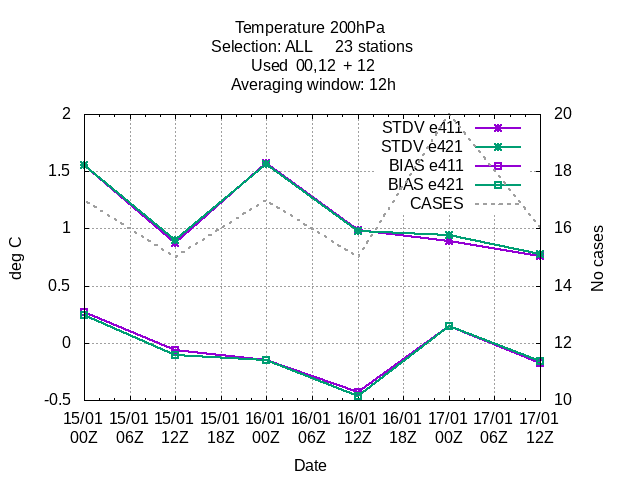 Temperature 200hPa
Selection: ALL 23 stations
Used 00,12 + 12
Averaging window: 12h
2
1.5
1
0.5
0
-0.5
20
18
16
14
12
10
deg C
No cases
STDV e411
STDV e421
BIAS e411
BIAS e421
CASES
15/01 15/01 15/01 15/01 16/01 16/01 16/01 16/01 17/01 17/01 17/01
00Z 06Z 12Z 18Z 00Z 06Z 12Z 18Z 00Z 06Z 12Z
Date